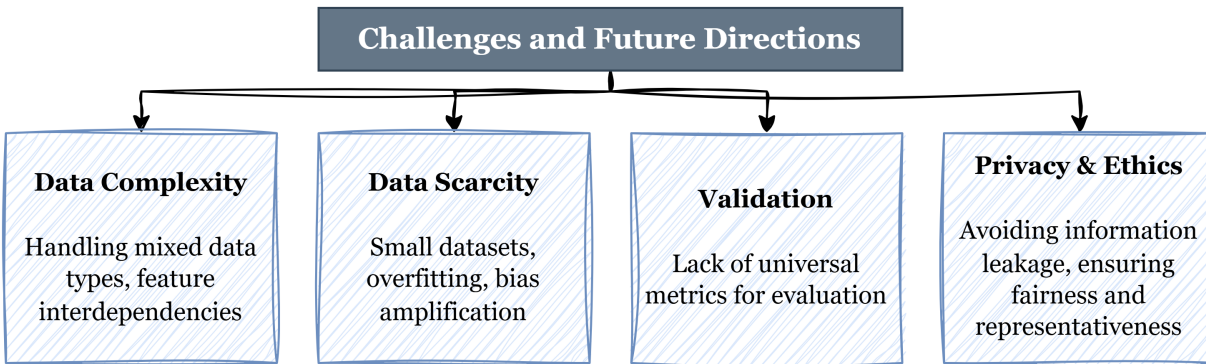 Challenges and Future Directions
Data Complexity
Handling mixed data
types, feature
interdependencies
Data Scarcity
Small datasets,
overfitting, bias
amplification
Validation
Lack of universal
metrics for evaluation
Privacy & Ethics
Avoiding information
leakage, ensuring
fairness and
representativeness